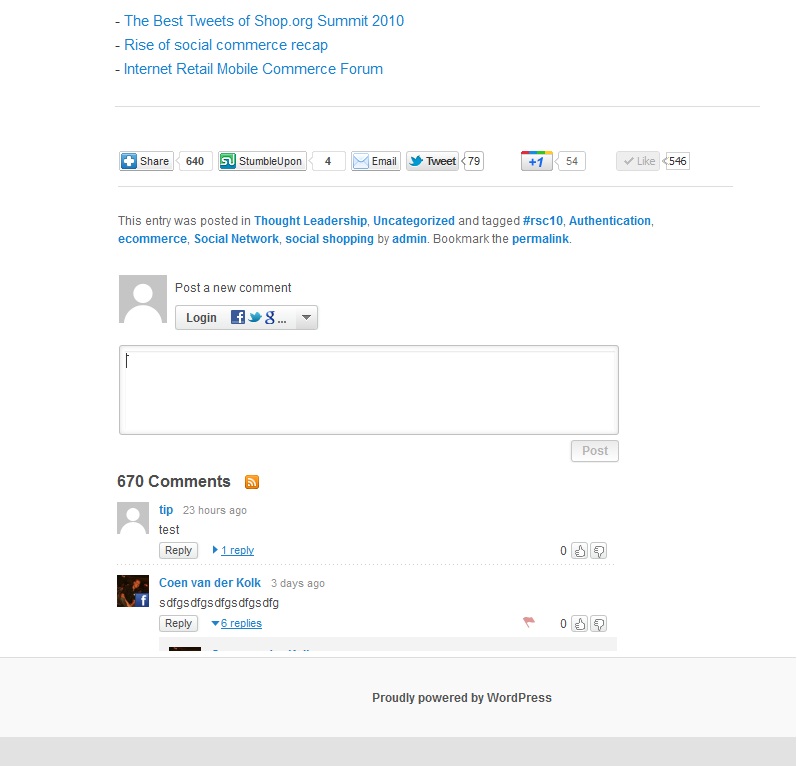 - The Best Tweets of Shop.org Summit 2010
- Rise of social commerce recap
- Internet Retail Mobile Commerce Forum
Share 640 StumbleUpon 4 Email Tweet 79 +1 54 Like 546
This entry was posted in Thought Leadership, Uncategorized and tagged #rsc10, Authentication,
ecommerce, Social Network, social shopping by admin. Bookmark the permalink.
Post a new comment
Login f g ...
Post
670 Comments
tip 23 hours ago
test
Reply 1 reply 0
Coen van der Kolk 3 days ago
f
sdfgsdfgsdfgsdfgsdfg
Reply 6 replies 0
Proudly powered by WordPress